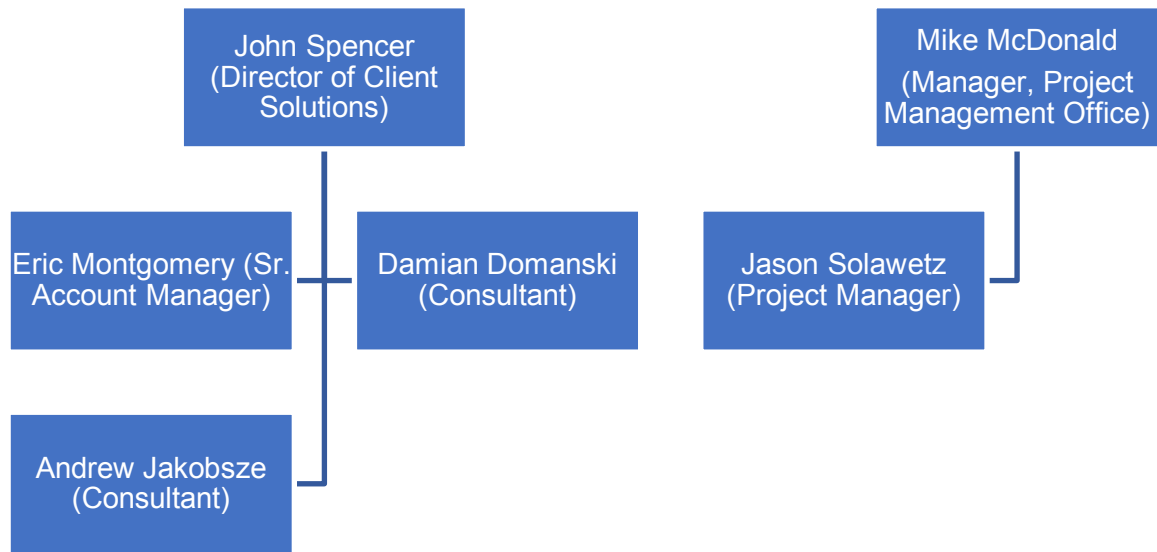 John Spencer
(Director of Client
Solutions)
Mike McDonald
(Manager, Project
Management Office)
Eric Montgomery (Sr.
Account Manager)
Damian Domanski
(Consultant)
Jason Solawetz
(Project Manager)
Andrew Jakobsze
(Consultant)